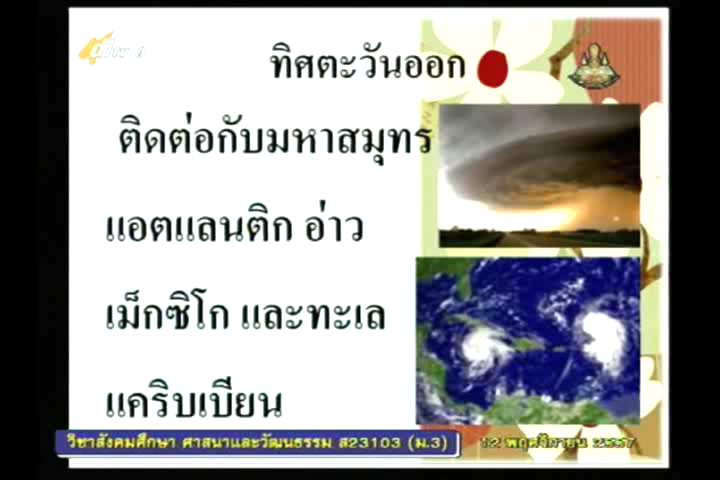 ทิศตะวันออก
ติดต่อกับมหาสมุทร
แอตแลนติก อ่าว
เม็กซิโก และทะเล
แคริบเบียน
วิชาสังคมศึกษา ศาสนาและวัฒนธรรม ส23103 (ม.3)
12 พฤศจิกายน 2557